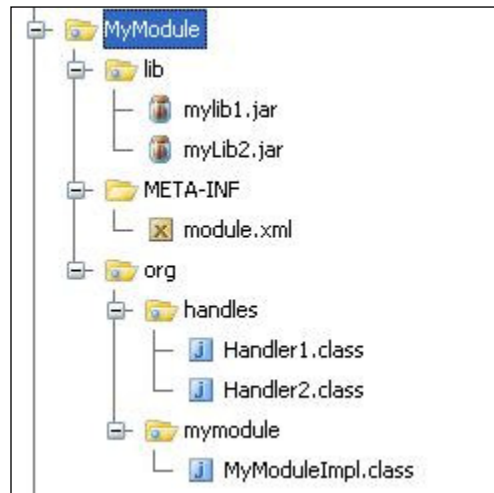 MyModule
lib
mylib1.jar
myLib2.jar
META-INF
module.xml
org
handles
Handler1.class
Handler2.class
mymodule
MyModuleImpl.class